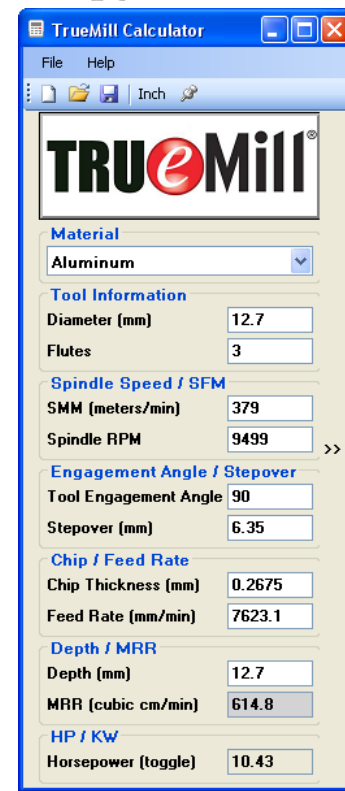 TrueMill Calculator
File Help
Inch
TRUeMill®
Material
Aluminum
Tool Information
Diameter (mm) 12.7
Flutes 3
Spindle Speed / SFM
SMM (meters/min) 379
Spindle RPM 9499
>>
Engagement Angle / Stepover
Tool Engagement Angle 90
Stepover (mm) 6.35
Chip / Feed Rate
Chip Thickness (mm) 0.2675
Feed Rate (mm/min) 7623.1
Depth / MRR
Depth (mm) 12.7
MRR (cubic cm/min) 614.8
HP / KW
Horsepower (toggle) 10.43